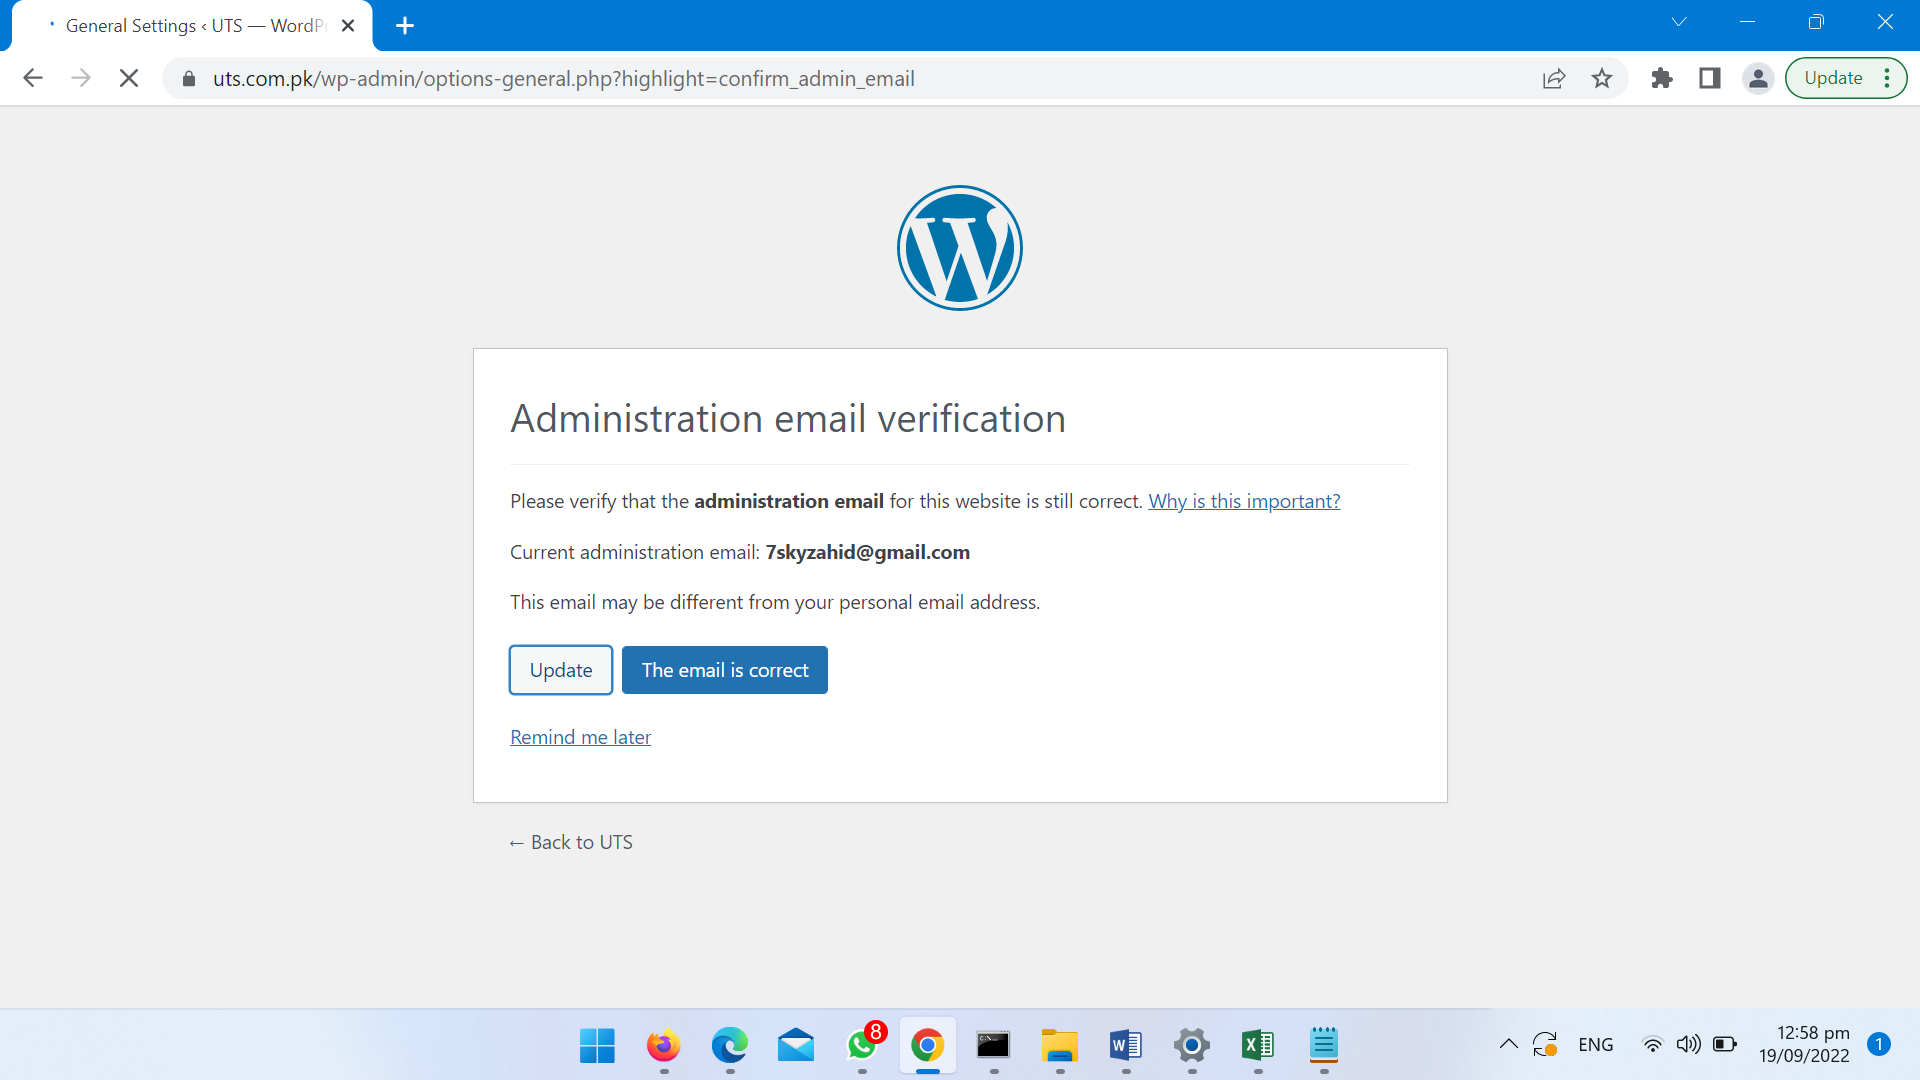 General Settings ‹ UTS — WordPr
uts.com.pk/wp-admin/options-general.php?highlight=confirm_admin_email
Update
Administration email verification
Please verify that the administration email for this website is still correct. Why is this important?
Current administration email: 7skyzahid@gmail.com
This email may be different from your personal email address.
Update
The email is correct
Remind me later
← Back to UTS
8
ENG
12:58 pm
19/09/2022
1